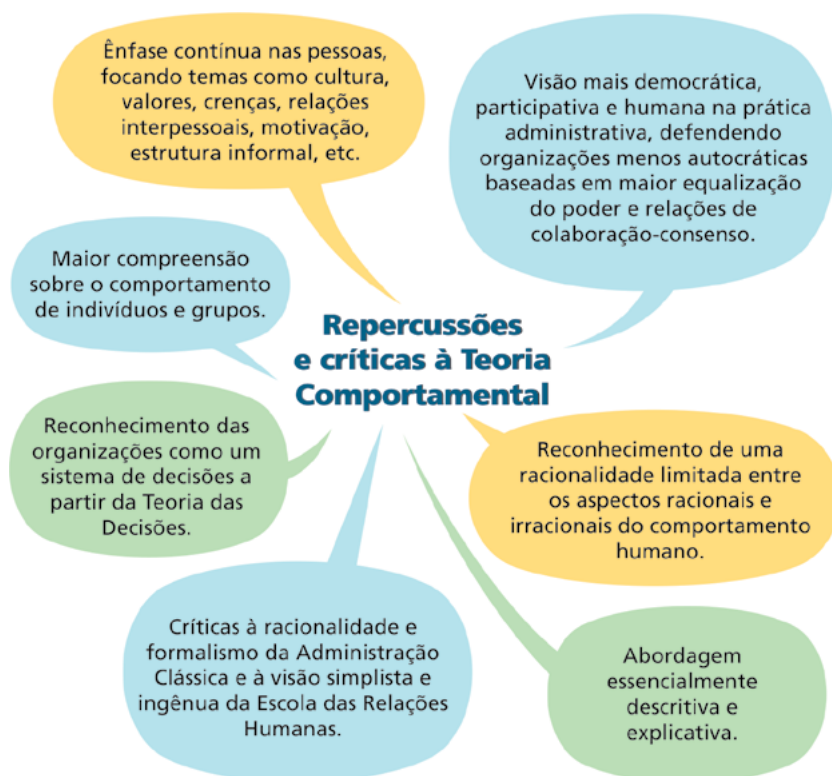 Ênfase contínua nas pessoas,
focando temas como cultura,
valores, crenças, relações
interpessoais, motivação,
estrutura informal, etc.
Visão mais democrática,
participativa e humana na prática
administrativa, defendendo
organizações menos autocráticas
baseadas em maior equalização
do poder e relações de
colaboração-consenso.
Maior compreensão
sobre o comportamento
de indivíduos e grupos.
Repercussões
e críticas à Teoria
Comportamental
Reconhecimento das
organizações como um
sistema de decisões a
partir da Teoria das
Decisões.
Reconhecimento de uma
racionalidade limitada entre
os aspectos racionais e
irracionais do comportamento
humano.
Críticas à racionalidade e
formalismo da Administração
Clássica e à visão simplista e
ingênua da Escola das Relações
Humanas.
Abordagem
essencialmente
descritiva e
explicativa.